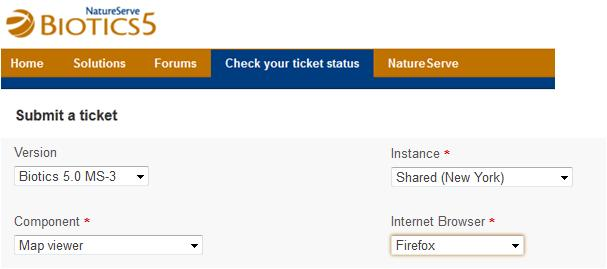 NatureServe
BIOTICS5
Home Solutions Forums Check your ticket status NatureServe
Submit a ticket
Version
Biotics 5.0 MS-3
Instance *
Shared (New York)
Component *
Map viewer
Internet Browser *
Firefox